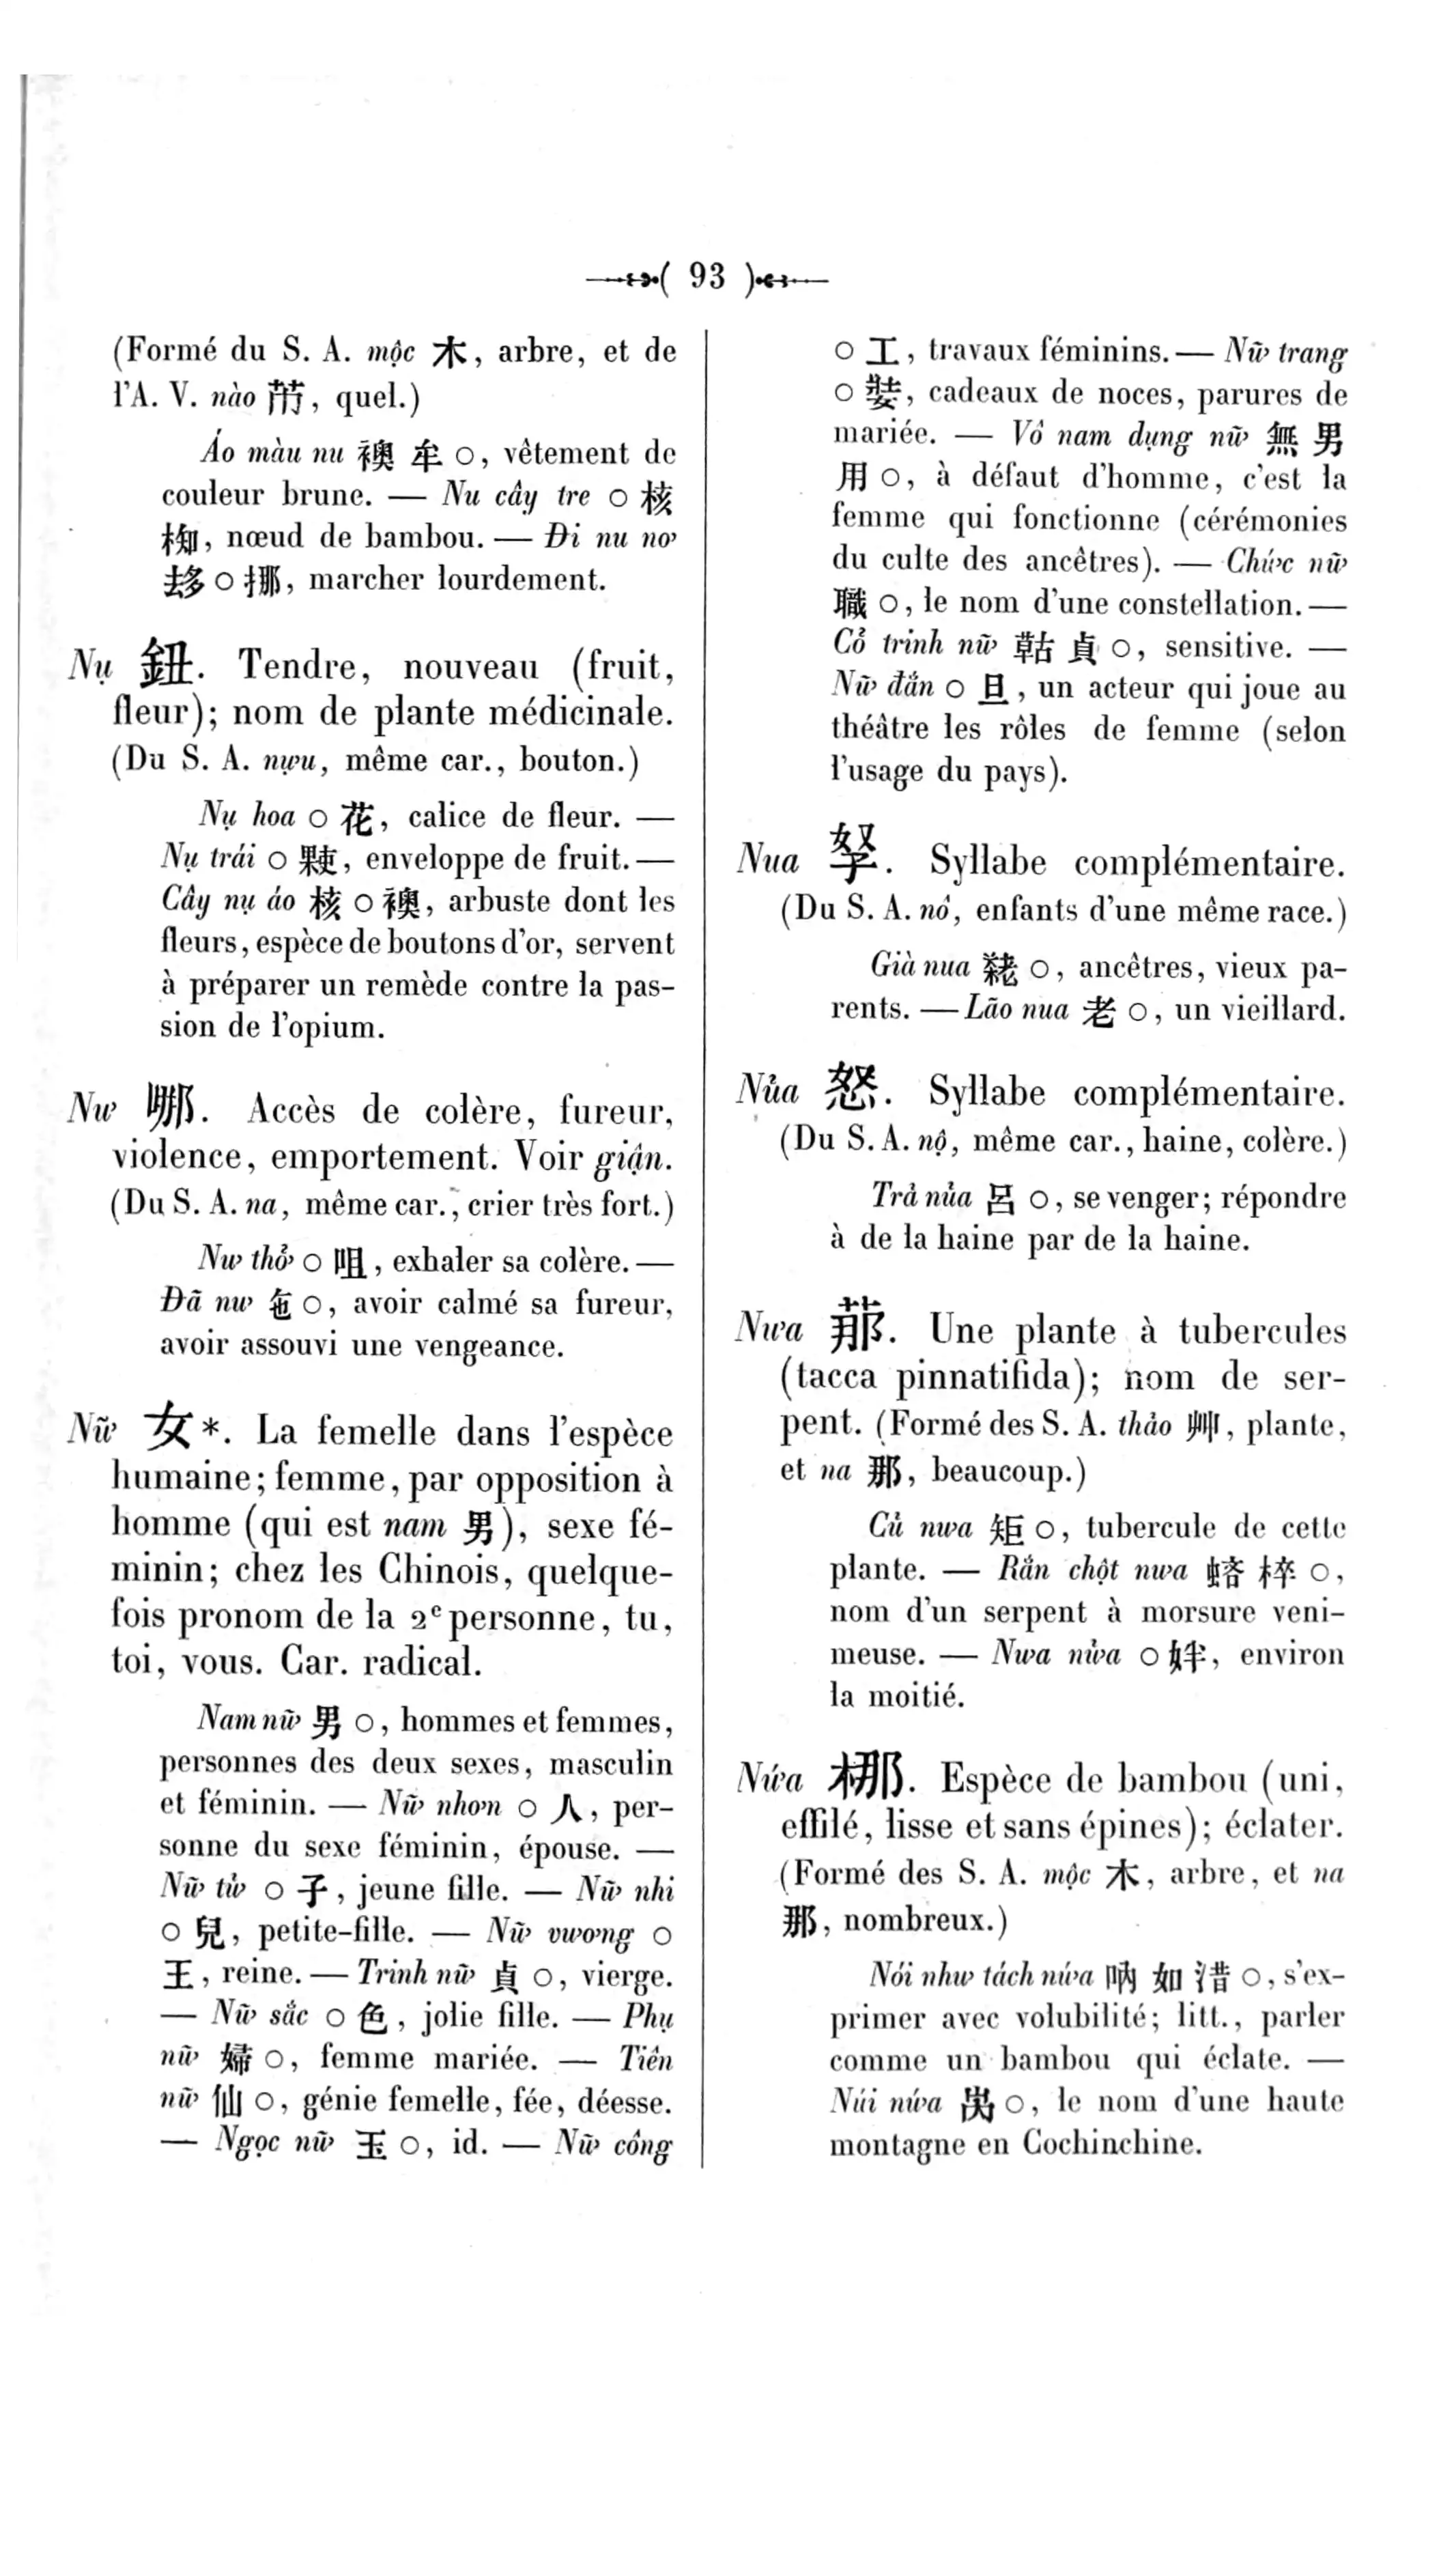 ( 93 )
(Formé du S. A. mộc 木, arbre, et de
l'A. V. nào 芇, quel.)
Áo màu nu 襖 牟 ○, vêtement de
couleur brune. — Nu cây tre ○ 核
椥, nœud de bambou. — Đi nu nơ
迻 ○ 挪, marcher lourdement.
Nụ 鈕. Tendre, nouveau (fruit,
fleur); nom de plante médicinale.
(Du S. A. nựu, même car., bouton.)
Nụ hoa ○ 花, calice de fleur. —
Nụ trái ○ , enveloppe de fruit. —
Cây nụ áo 核 ○ 襖, arbuste dont les
fleurs, espèce de boutons d'or, servent
à préparer un remède contre la pas-
sion de l'opium.
Nư 哪. Accès de colère, fureur,
violence, emportement. Voir giận.
(Du S. A. na, même car., crier très fort.)
Nư thở ○ 咀, exhaler sa colère. —
Đã nư ○, avoir calmé sa fureur,
avoir assouvi une vengeance.
Nữ 女*. La femelle dans l'espèce
humaine; femme, par opposition à
homme (qui est nam 男), sexe fé-
minin; chez les Chinois, quelque-
fois pronom de la 2e personne, tu,
toi, vous. Car. radical.
Nam nữ 男 ○, hommes et femmes,
personnes des deux sexes, masculin
et féminin. — Nữ nhơn ○ 人, per-
sonne du sexe féminin, épouse. —
Nữ tử ○ 子, jeune fille. — Nữ nhi
○ 兒, petite-fille. — Nữ vương ○
王, reine. — Trinh nữ 貞 ○, vierge.
— Nữ sắc ○ 色, jolie fille. — Phụ
nữ 婦 ○, femme mariée. — Tiên
nữ 仙 ○, génie femelle, fée, déesse.
— Ngọc nữ 玉 ○, id. — Nữ công
○ 工, travaux féminins. — Nữ trang
○ 裝, cadeaux de noces, parures de
mariée. — Vô nam dụng nữ 無 男
用 ○, à défaut d'homme, c'est la
femme qui fonctionne (cérémonies
du culte des ancêtres). — Chức nữ
職 ○, le nom d'une constellation. —
Cỏ trinh nữ 貞 ○, sensitive. —
Nữ đắn ○ 旦, un acteur qui joue au
théâtre les rôles de femme (selon
l'usage du pays).
Nua 孥. Syllabe complémentaire.
(Du S. A. nô, enfants d'une même race.)
Già nua ○, ancêtres, vieux pa-
rents. — Lão nua 老 ○, un vieillard.
Nủa 怒. Syllabe complémentaire.
(Du S. A. nộ, même car., haine, colère.)
Trả nủa 呂 ○, se venger; répondre
à de la haine par de la haine.
Nưa 𦰡. Une plante à tubercules
(tacca pinnatifida); nom de ser-
pent. (Formé des S. A. thảo 艸, plante,
et na 那, beaucoup.)
Củ nưa 矩 ○, tubercule de cette
plante. — Rắn chột nưa 椊 ○,
nom d'un serpent à morsure veni-
meuse. — Nưa nửa ○ 姅, environ
la moitié.
Nứa 梛. Espèce de bambou (uni,
effilé, lisse et sans épines); éclater.
(Formé des S. A. mộc 木, arbre, et na
那, nombreux.)
Nói như tách nứa 吶 如 㳻 ○, s'ex-
primer avec volubilité; litt., parler
comme un bambou qui éclate. —
Núi nứa ○, le nom d'une haute
montagne en Cochinchine.